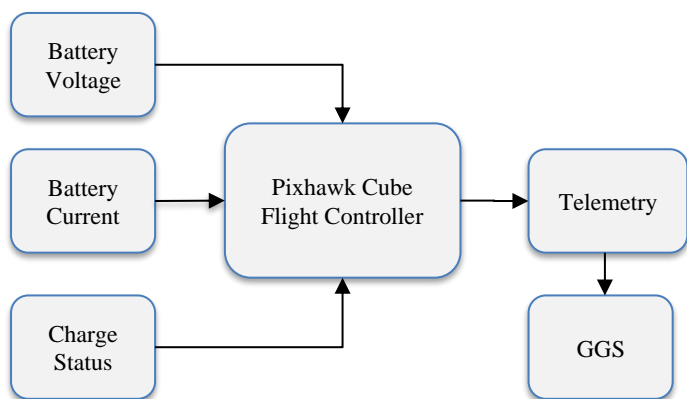 Battery
Voltage
Battery
Current
Pixhawk Cube
Flight Controller
Telemetry
Charge
Status
GGS